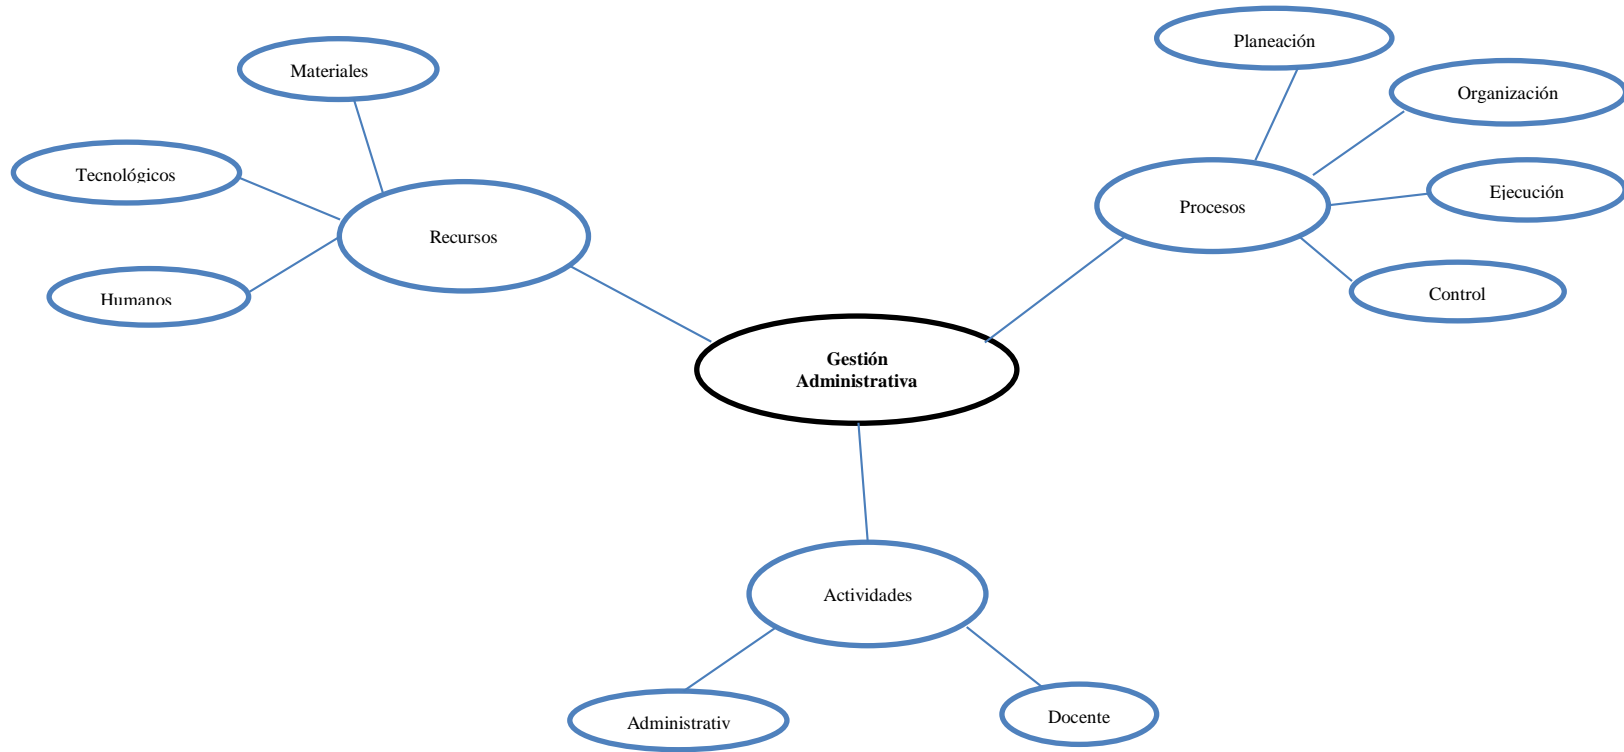 Planeación
Materiales
Organización
Tecnológicos
Ejecución
Procesos
Recursos
Humanos
Control
Gestión
Administrativa
Actividades
Administrativ
Docente